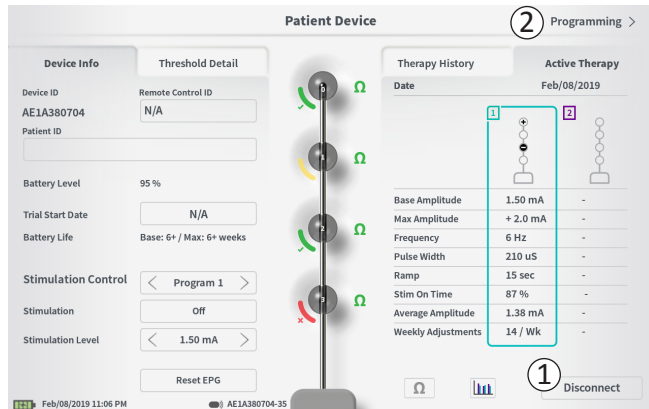 Patient Device
2 Programming >
Device Info
Threshold Detail
Device ID
Remote Control ID
AE1A380704
N/A
Patient ID
Battery Level 95 %
Trial Start Date N/A
Battery Life Base: 6+ / Max: 6+ weeks
Stimulation Control < Program 1 >
Stimulation Off
Stimulation Level < 1.50 mA >
Reset EPG
Feb/08/2019 11:06 PM
AE1A380704-35
0 Ω
1 Ω
2 Ω
3 Ω
Therapy History
Active Therapy
Date Feb/08/2019
1 2
Base Amplitude 1.50 mA -
Max Amplitude + 2.0 mA -
Frequency 6 Hz -
Pulse Width 210 uS -
Ramp 15 sec -
Stim On Time 87 % -
Average Amplitude 1.38 mA -
Weekly Adjustments 14 / Wk -
Ω
1 Disconnect